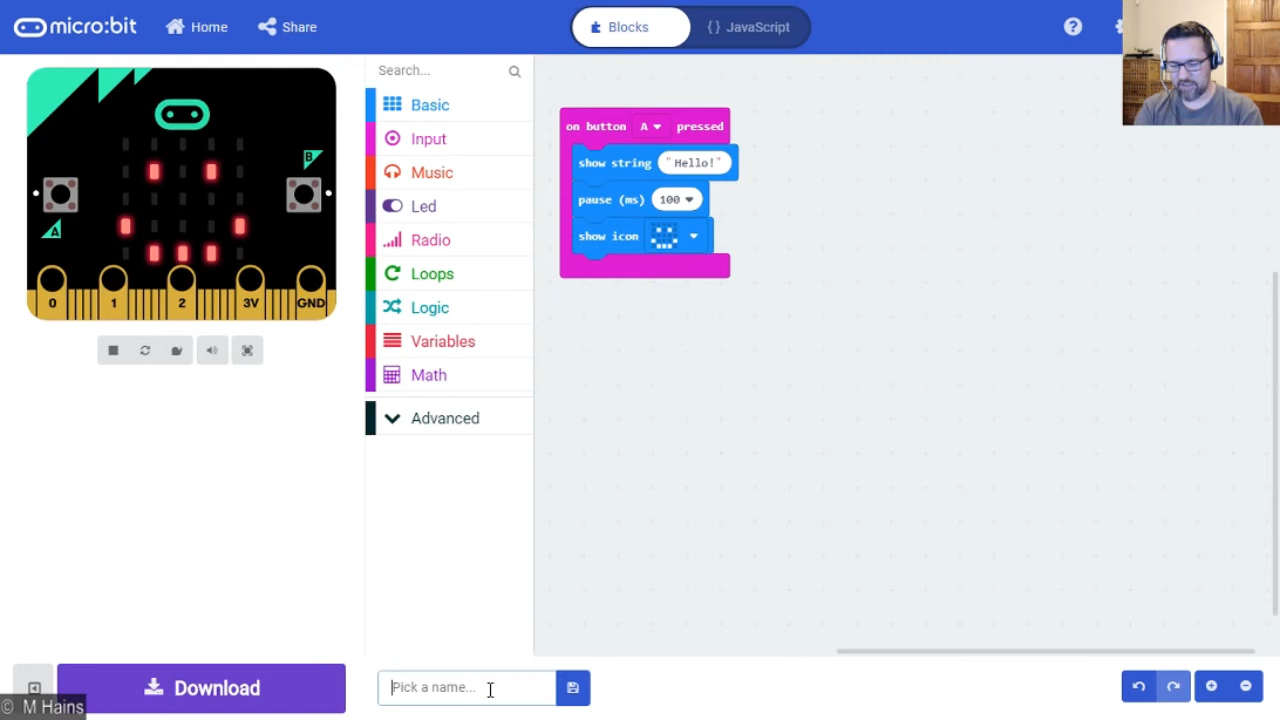 micro:bit Home Share Blocks {} JavaScript ?
Search...
Basic
Input
Music
Led
Radio
Loops
Logic
Variables
Math
Advanced
B
A
0 1 2 3V GND
on button A pressed
show string "Hello!"
pause (ms) 100
show icon
Download
Pick a name...
© M Hains